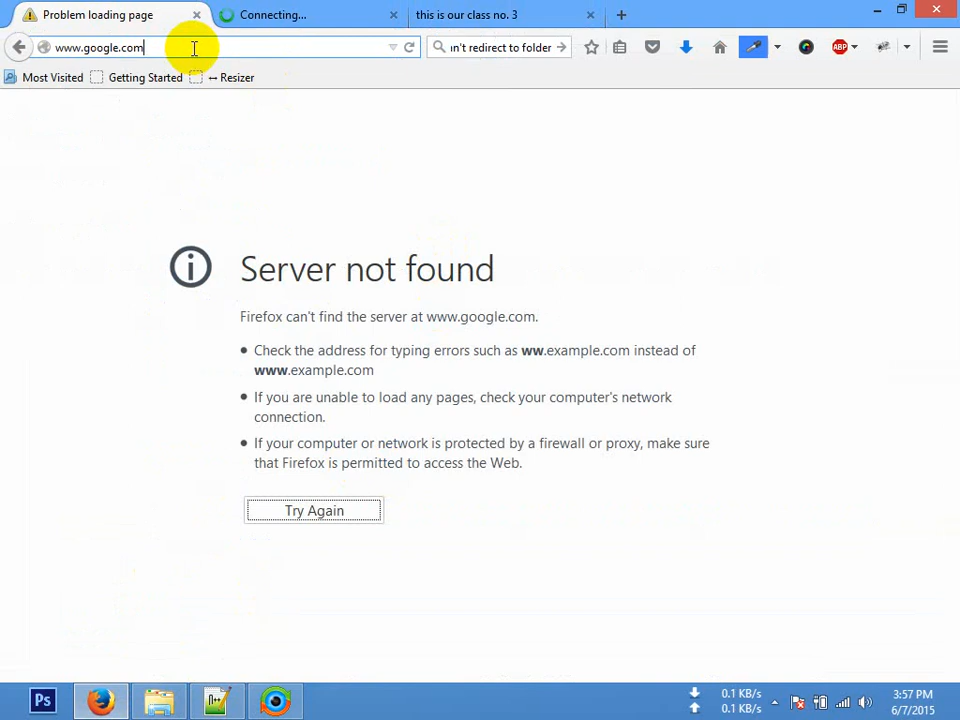 Problem loading page
Connecting...
this is our class no. 3
www.google.com
n't redirect to folder
ABP
Most Visited
Getting Started
↔ Resizer
Server not found
Firefox can't find the server at www.google.com.
Check the address for typing errors such as ww.example.com instead of
www.example.com
If you are unable to load any pages, check your computer's network
connection.
If your computer or network is protected by a firewall or proxy, make sure
that Firefox is permitted to access the Web.
Try Again
Ps
0.1 KB/s
0.1 KB/s
3:57 PM
6/7/2015